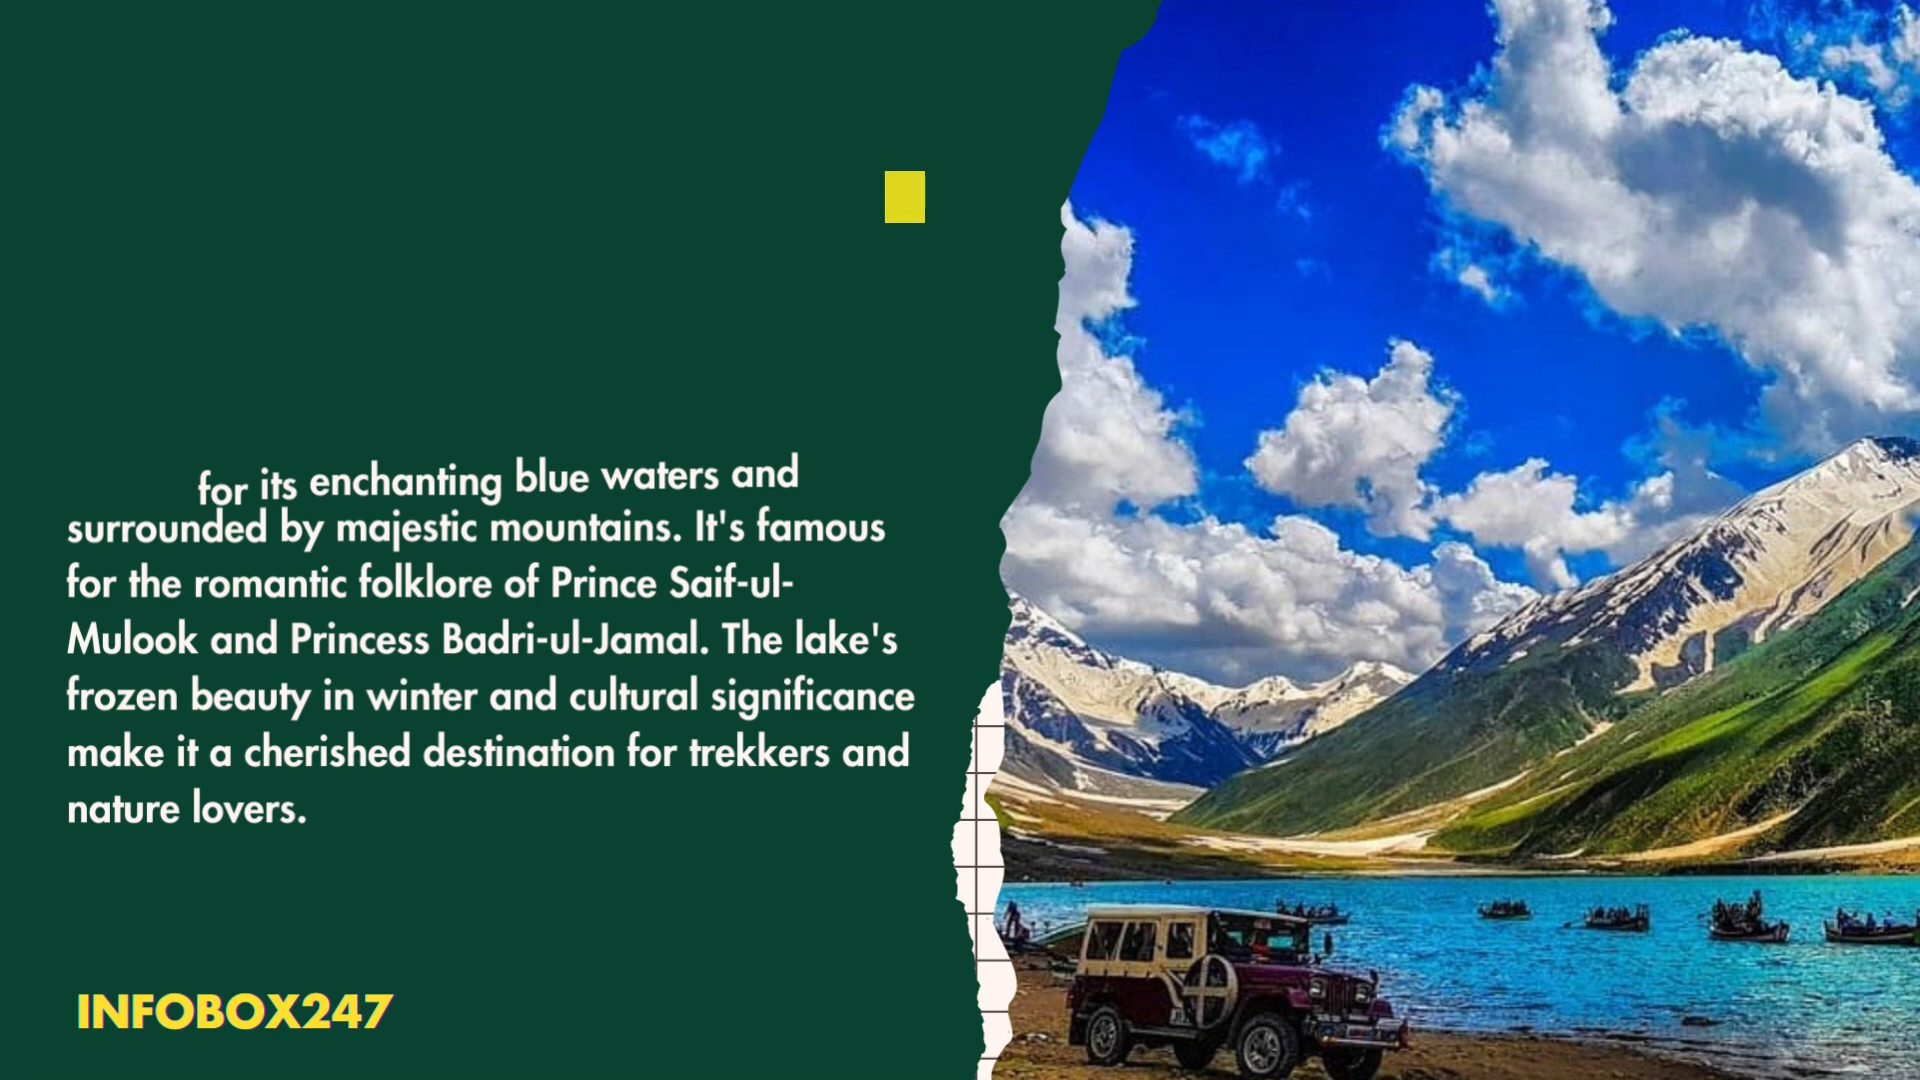 for its enchanting blue waters and
surrounded by majestic mountains. It's famous
for the romantic folklore of Prince Saif-ul-
Mulook and Princess Badri-ul-Jamal. The lake's
frozen beauty in winter and cultural significance
make it a cherished destination for trekkers and
nature lovers.
INFOBOX247